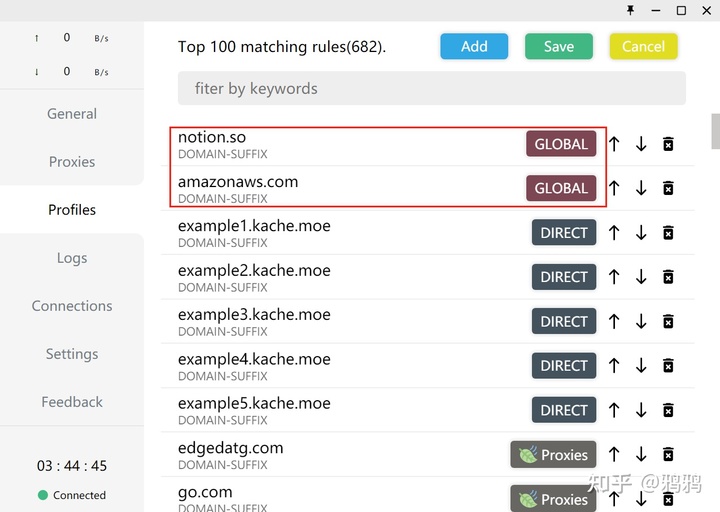 ↑ 0 B/s
↓ 0 B/s
General
Proxies
Profiles
Logs
Connections
Settings
Feedback
03 : 44 : 45
Connected
Top 100 matching rules(682).
Add
Save
Cancel
fiter by keywords
notion.so
DOMAIN-SUFFIX
GLOBAL
amazonaws.com
DOMAIN-SUFFIX
GLOBAL
example1.kache.moe
DOMAIN-SUFFIX
DIRECT
example2.kache.moe
DOMAIN-SUFFIX
DIRECT
example3.kache.moe
DOMAIN-SUFFIX
DIRECT
example4.kache.moe
DOMAIN-SUFFIX
DIRECT
example5.kache.moe
DOMAIN-SUFFIX
DIRECT
edgedatg.com
DOMAIN-SUFFIX
Proxies
go.com
DOMAIN-SUFFIX
Proxies
知乎 @鸦鸦